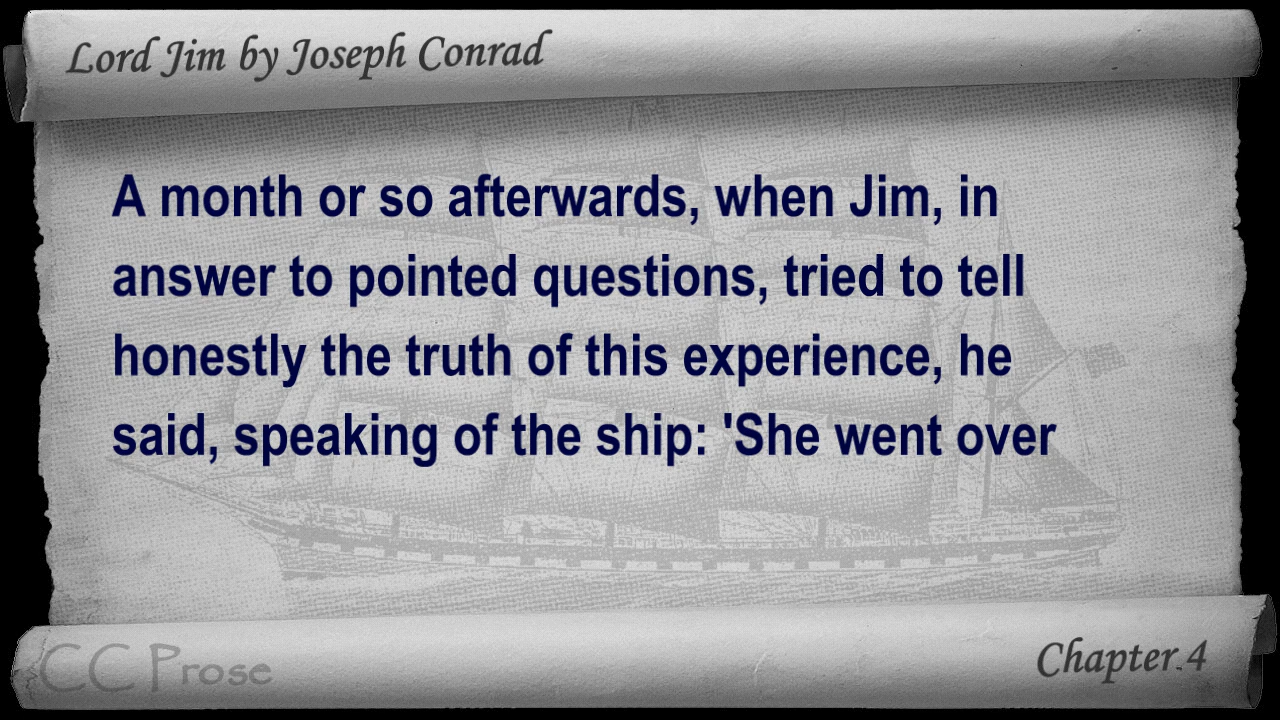 Lord Jim by Joseph Conrad
A month or so afterwards, when Jim, in
answer to pointed questions, tried to tell
honestly the truth of this experience, he
said, speaking of the ship: 'She went over
CC Prose
Chapter 4